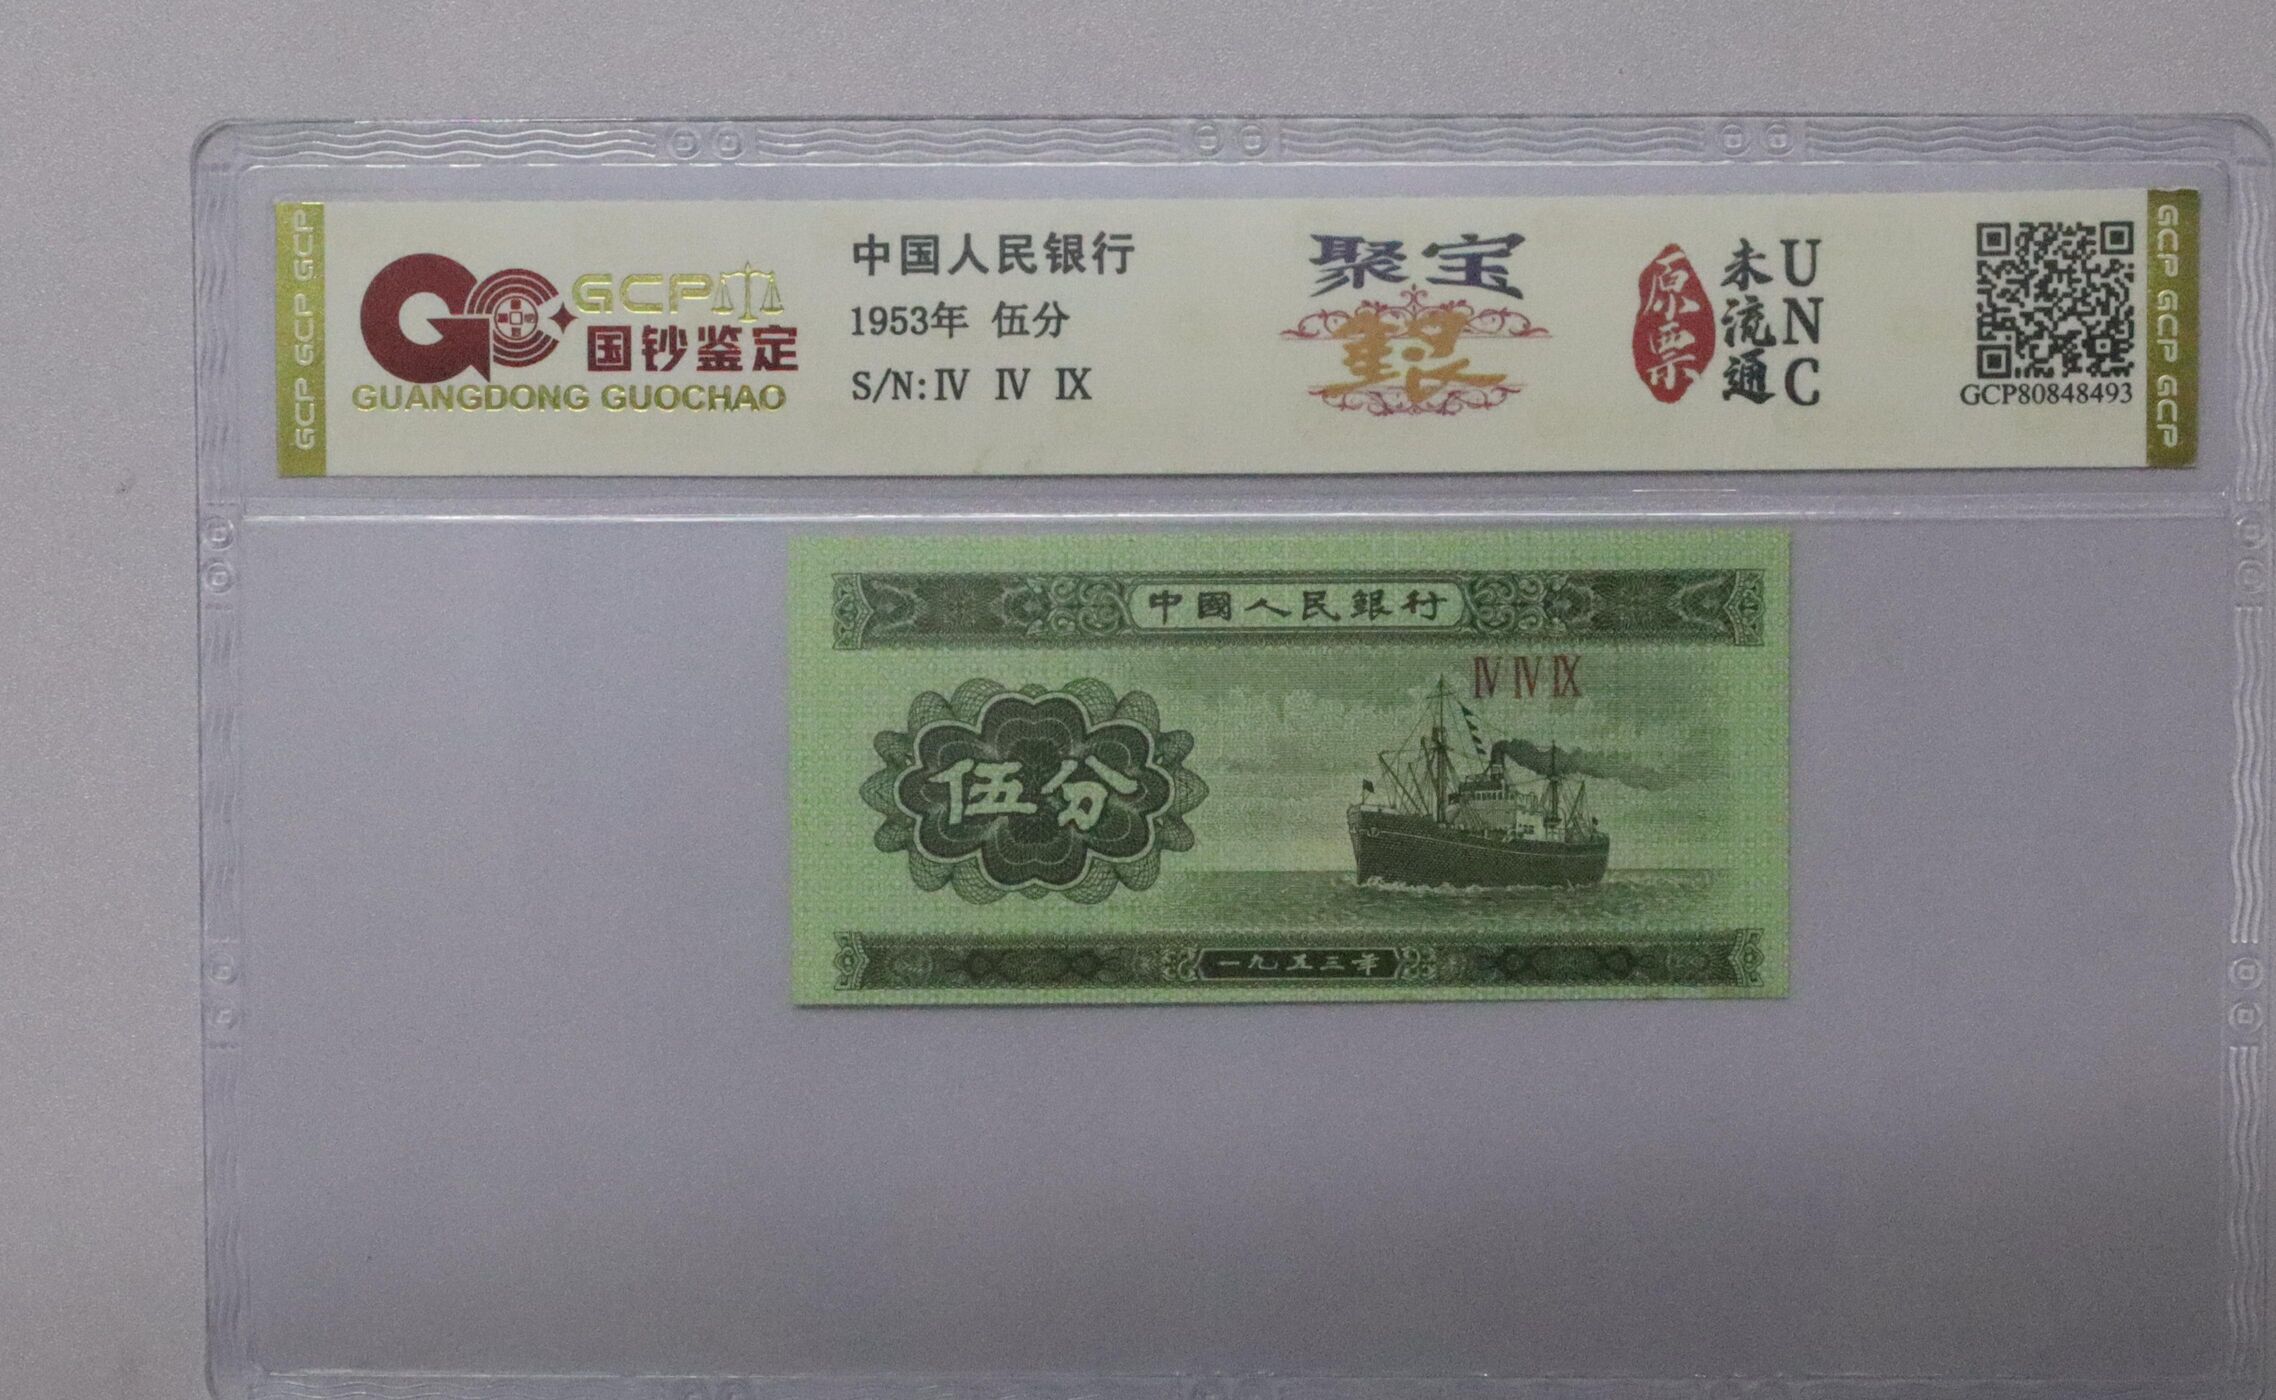 GCP GCP GCP
GCP
国钞鉴定
GUANGDONG GUOCHAO
中国人民银行
1953年 伍分
S/N: Ⅳ Ⅳ Ⅸ
聚宝
原票
未流通
UNC
GCP80848493
GCP GCP GCP
中國人民銀行
Ⅳ Ⅳ Ⅸ
伍分
一九五三年